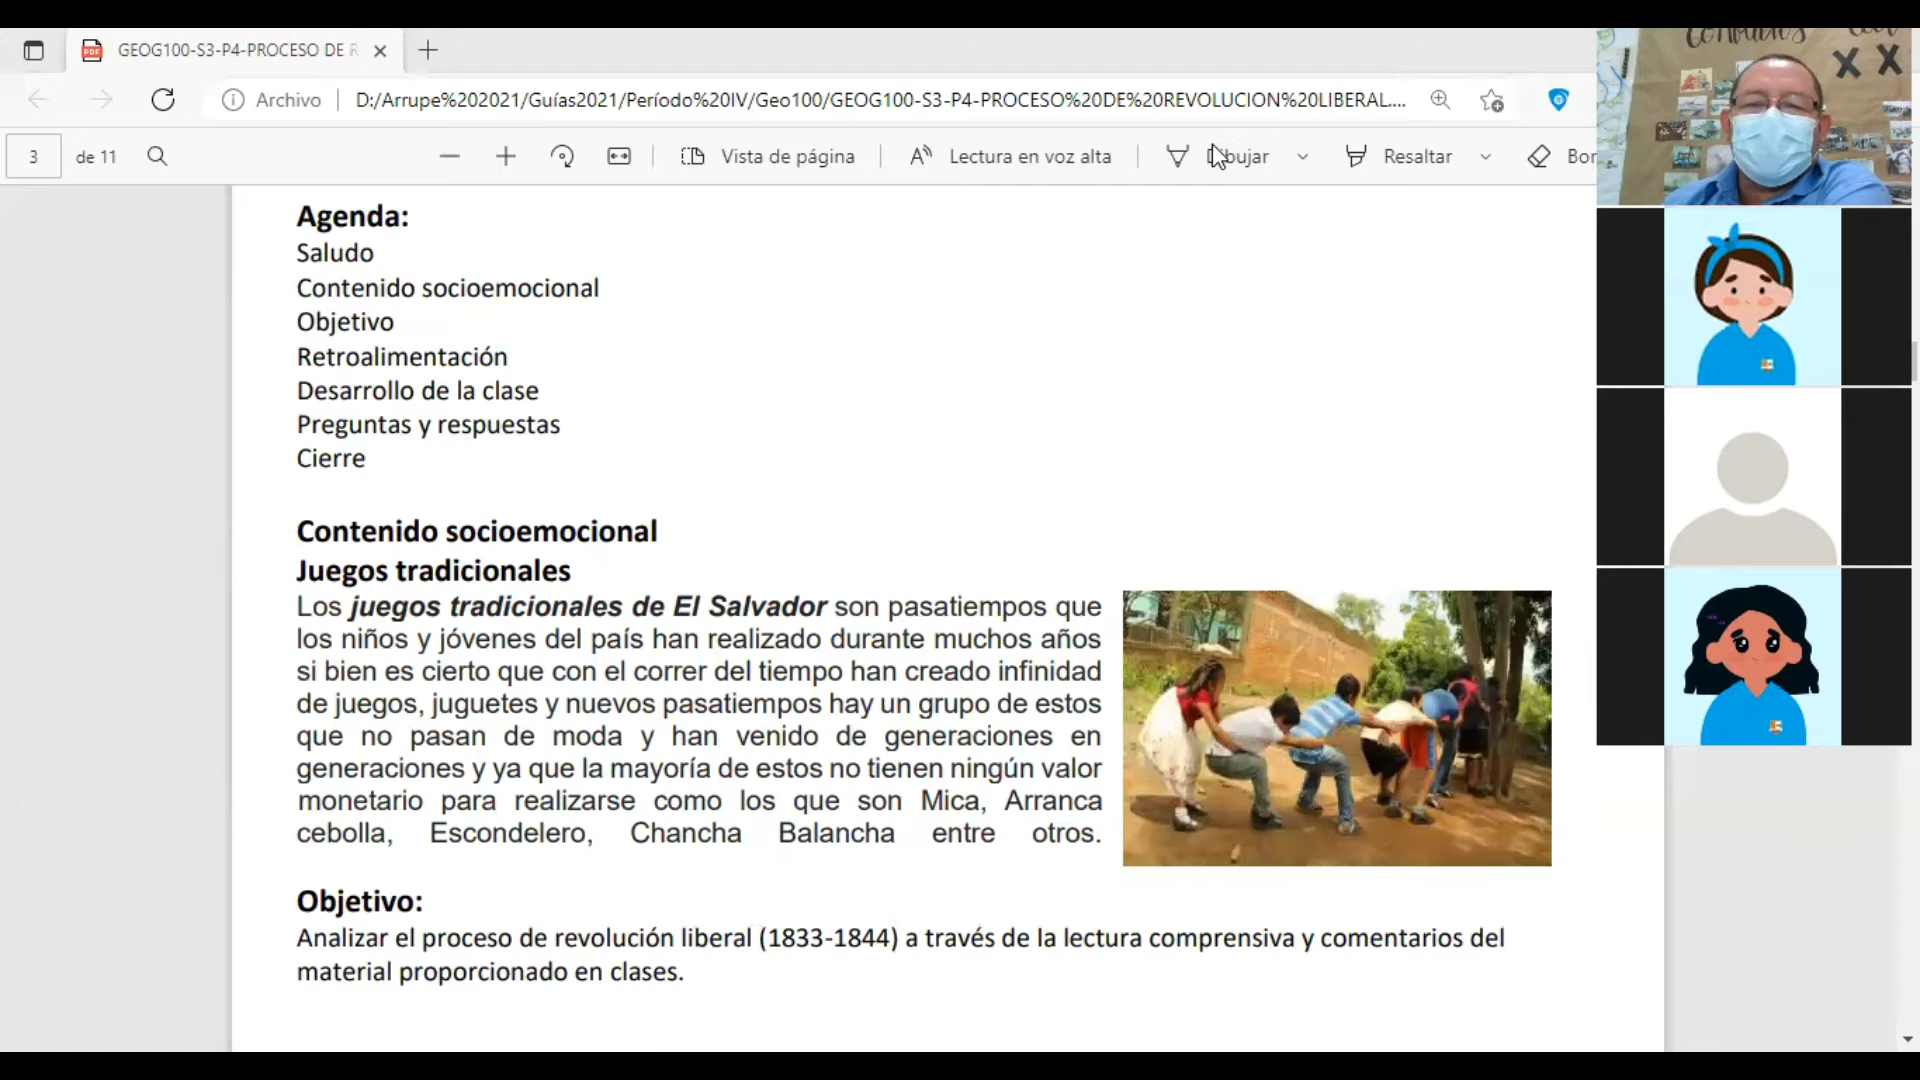 GEOG100-S3-P4-PROCESO DE R
Archivo
D:/Arrupe%202021/Guías2021/Período%20IV/Geo100/GEOG100-S3-P4-PROCESO%20DE%20REVOLUCION%20LIBERAL....
3 de 11
Vista de página
Lectura en voz alta
Dibujar
Resaltar
Bor
Agenda:
Saludo
Contenido socioemocional
Objetivo
Retroalimentación
Desarrollo de la clase
Preguntas y respuestas
Cierre
Contenido socioemocional
Juegos tradicionales
Los juegos tradicionales de El Salvador son pasatiempos que
los niños y jóvenes del país han realizado durante muchos años
si bien es cierto que con el correr del tiempo han creado infinidad
de juegos, juguetes y nuevos pasatiempos hay un grupo de estos
que no pasan de moda y han venido de generaciones en
generaciones y ya que la mayoría de estos no tienen ningún valor
monetario para realizarse como los que son Mica, Arranca
cebolla, Escondelero, Chancha Balancha entre otros.
Objetivo:
Analizar el proceso de revolución liberal (1833-1844) a través de la lectura comprensiva y comentarios del
material proporcionado en clases.